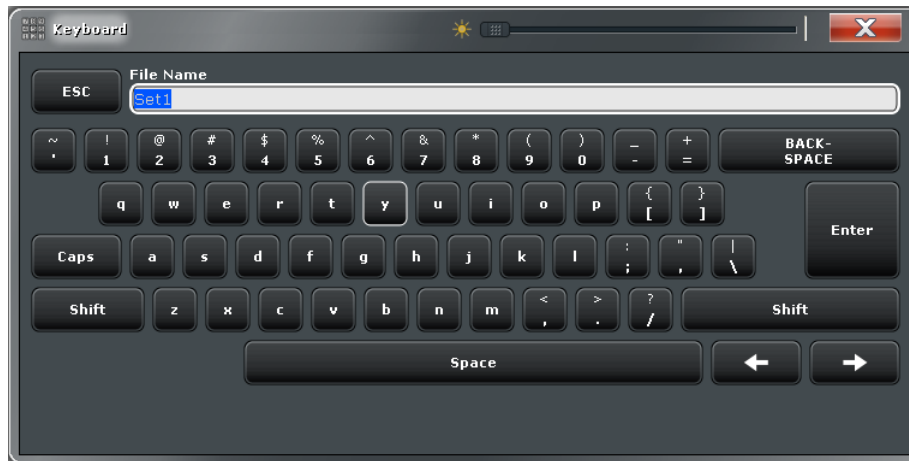 Keyboard
X
File Name
ESC
Set1
~ ! @ # $ % ^ & * ( ) _ +
' 1 2 3 4 5 6 7 8 9 0 - =
BACK-
SPACE
q w e r t y u i o p { [ } ]
Enter
Caps a s d f g h j k l : ; " , | \
Shift z x c v b n m < , > . ? / Shift
Space